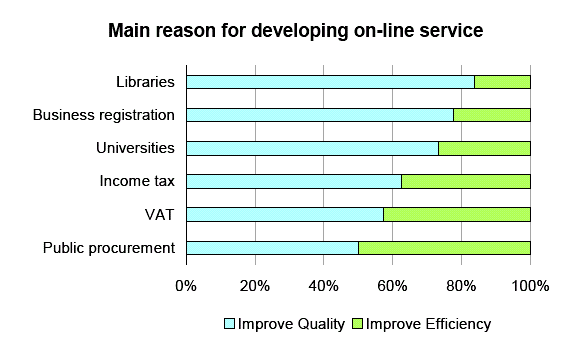 Main reason for developing on-line service
Libraries
Business registration
Universities
Income tax
VAT
Public procurement
0% 20% 40% 60% 80% 100%
Improve Quality Improve Efficiency